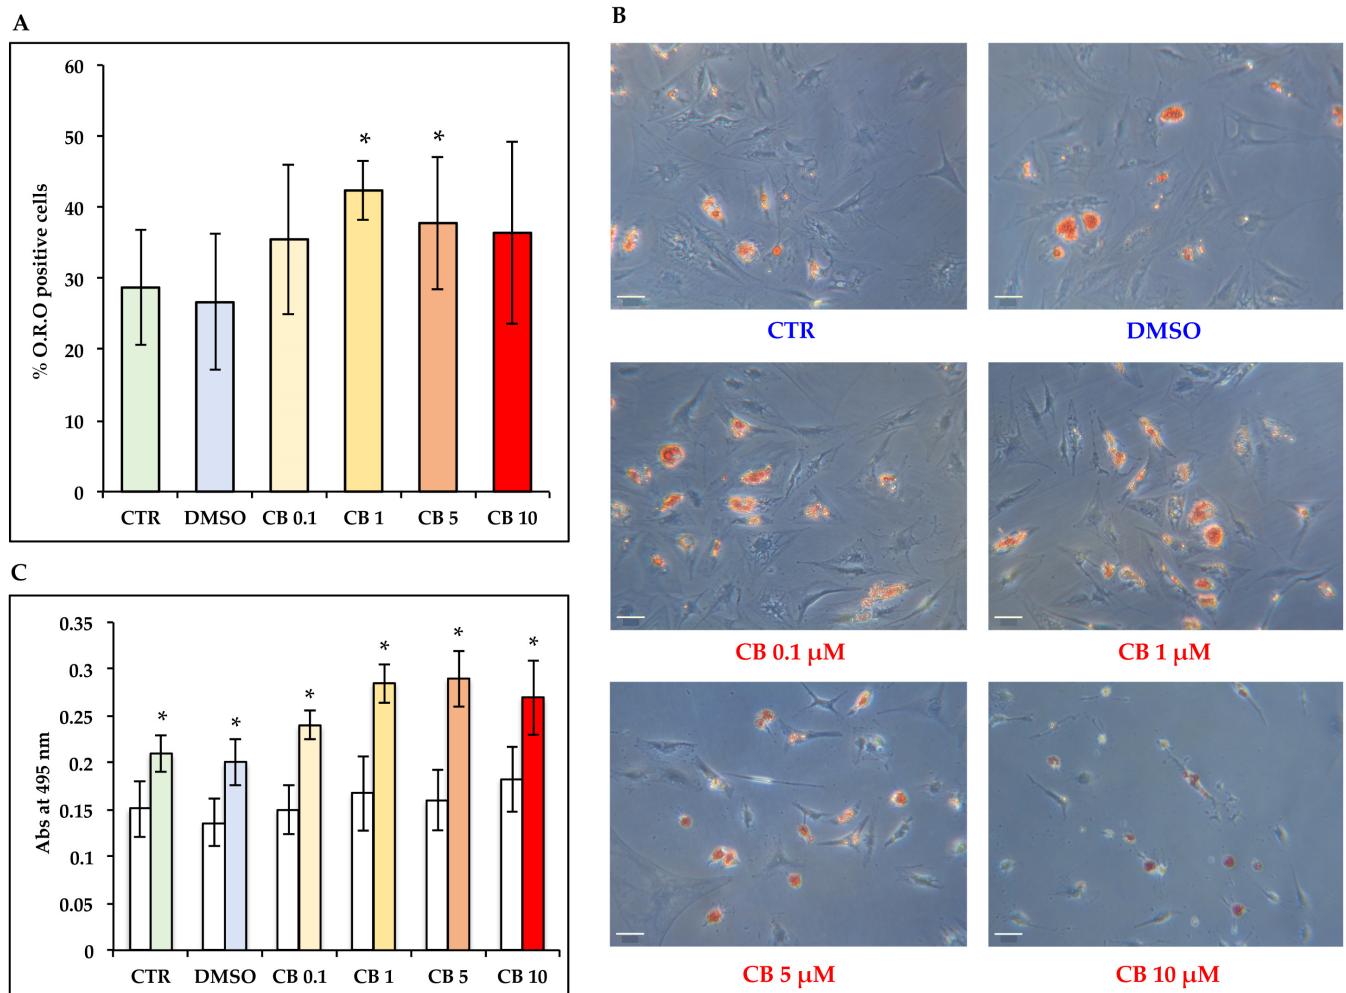 A
60
50
40
30
20
10
0
% O.R.O positive cells
* *
CTR DMSO CB 0.1 CB 1 CB 5 CB 10
B
CTR DMSO
CB 0.1 µM CB 1 µM
CB 5 µM CB 10 µM
C
0.35
0.3
0.25
0.2
0.15
0.1
0.05
0
Abs at 495 nm
* * * * * *
CTR DMSO CB 0.1 CB 1 CB 5 CB 10